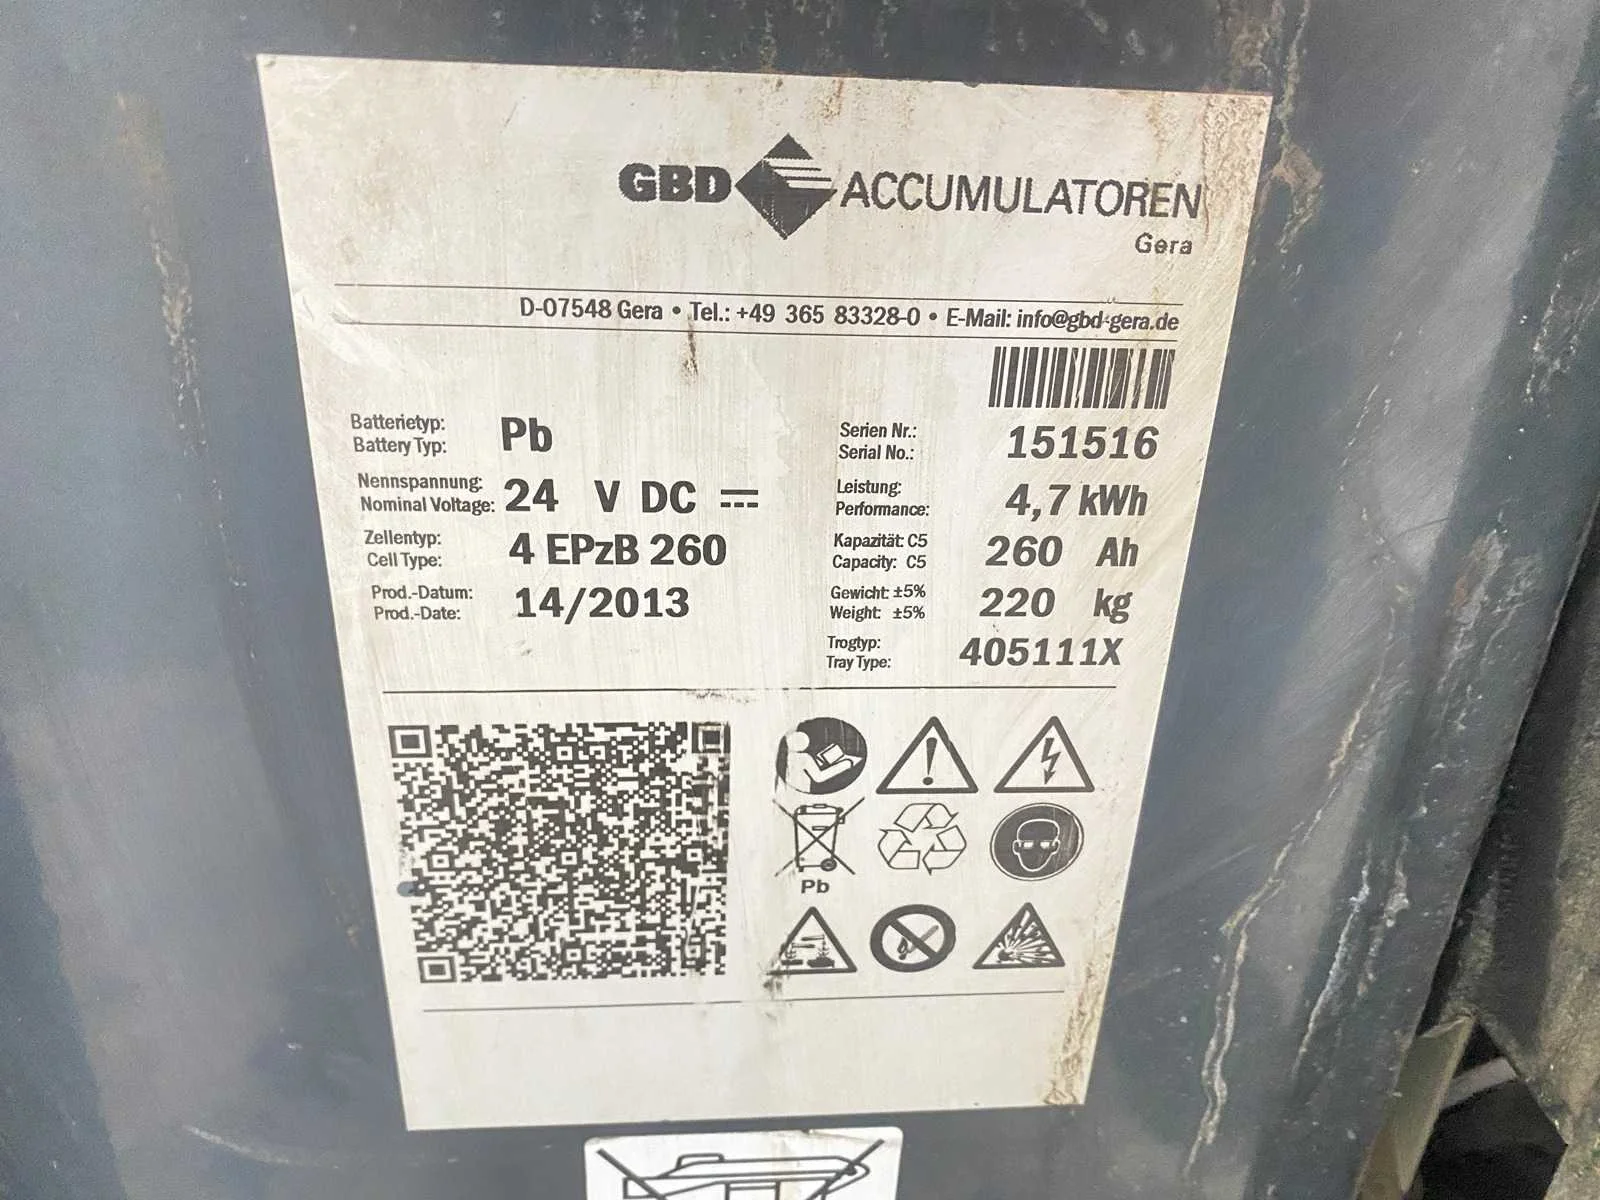 GBD ACCUMULATOREN
Gera
D-07548 Gera • Tel.: +49 365 83328-0 • E-Mail: info@gbd-gera.de
Batterietyp:
Battery Typ: Pb
Nennspannung:
Nominal Voltage: 24 V DC
Zellentyp:
Cell Type: 4 EPzB 260
Prod.-Datum:
Prod.-Date: 14/2013
Serien Nr.:
Serial No.: 151516
Leistung:
Performance: 4,7 kWh
Kapazität: C5
Capacity: C5 260 Ah
Gewicht: ±5%
Weight: ±5% 220 kg
Trogtyp:
Tray Type: 405111X
Pb